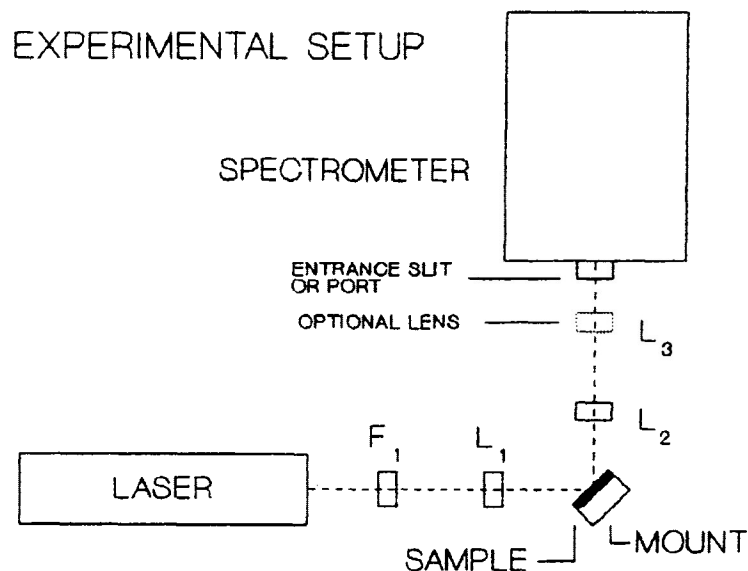 EXPERIMENTAL SETUP
SPECTROMETER
ENTRANCE SLIT
OR PORT
OPTIONAL LENS
L3
L2
F1
L1
LASER
MOUNT
SAMPLE